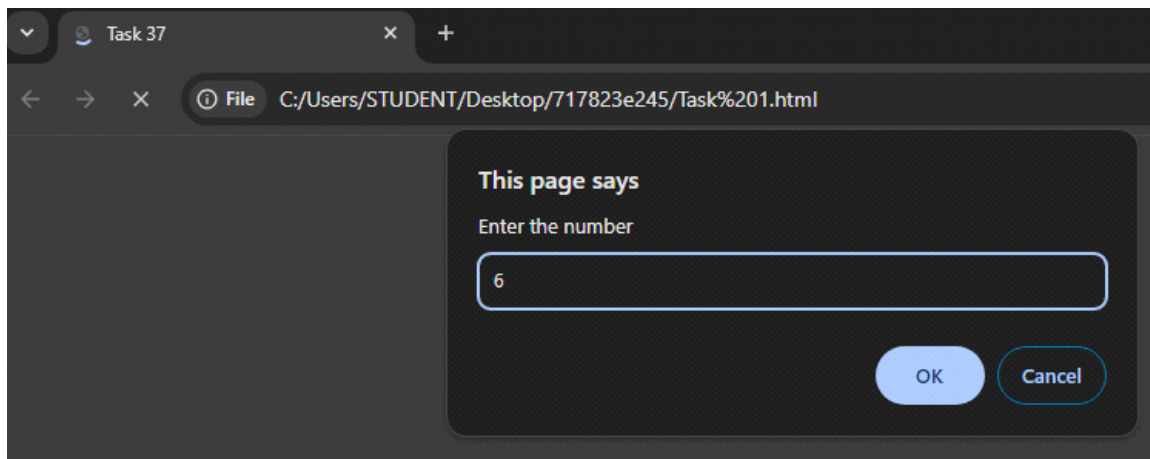 Task 37
File C:/Users/STUDENT/Desktop/717823e245/Task%201.html
This page says
Enter the number
6
OK Cancel